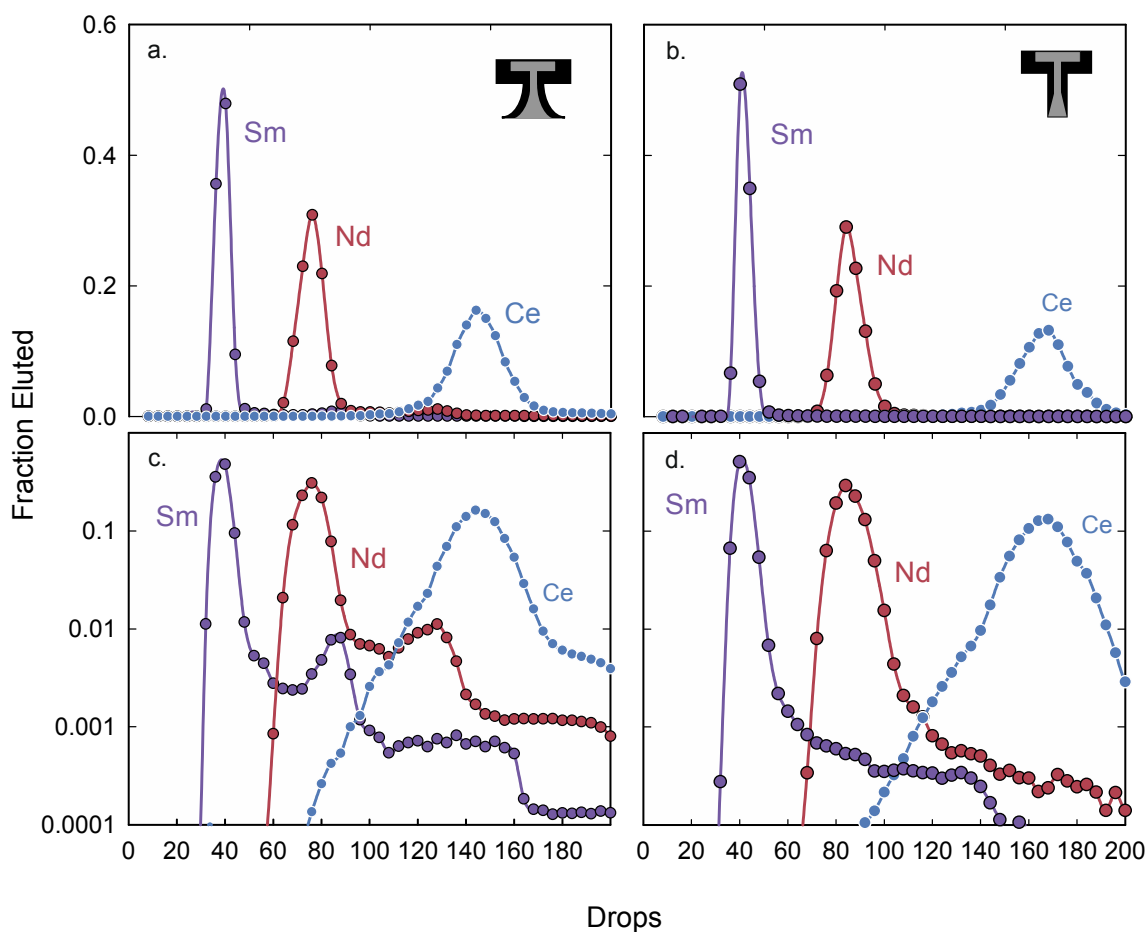 Fraction Eluted
0.6
0.4
0.2
0.0
a.
Sm
Nd
Ce
b.
Sm
Nd
Ce
0.1
0.01
0.001
0.0001
c.
Sm
Nd
Ce
d.
Sm
Nd
Ce
0 20 40 60 80 100 120 140 160
0 20 40 60 80 100 120 140 160 180 200
Drops